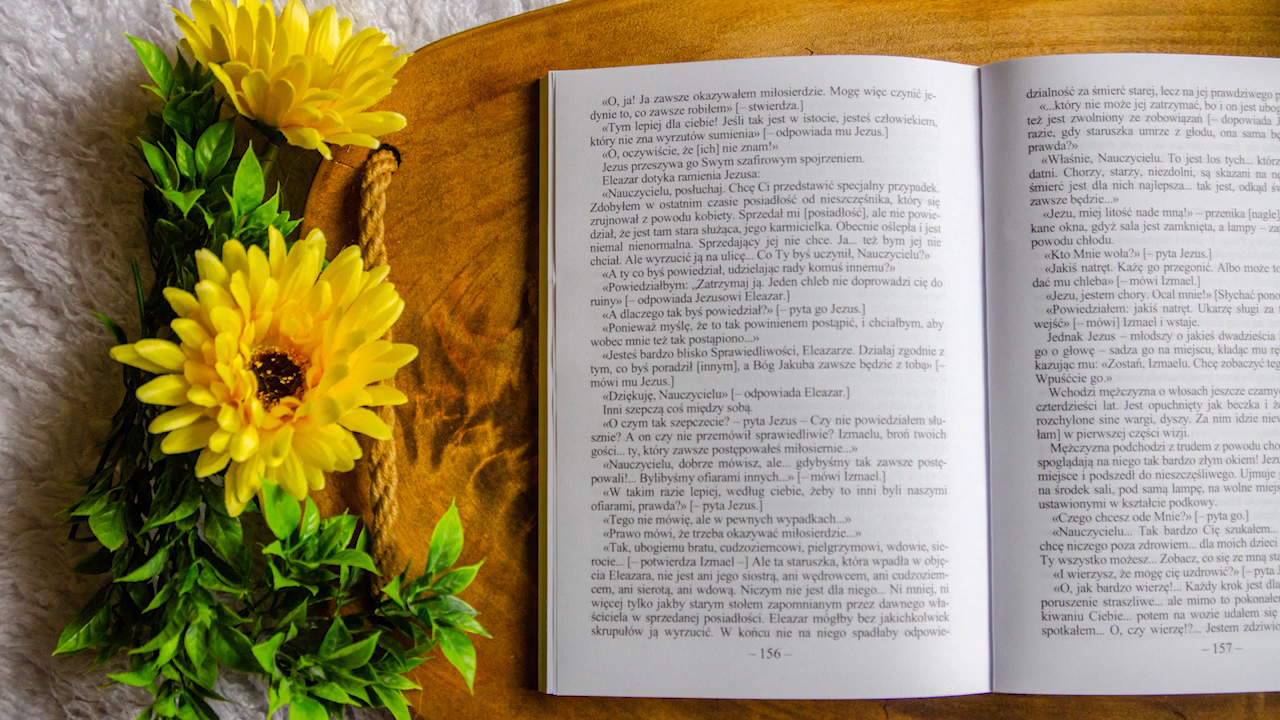 «O, ja! Ja zawsze okazywałem miłosierdzie. Mogę więc czynić je-
dynie to, co zawsze robiłem» [– stwierdza.]
«Tym lepiej dla ciebie! Jeśli tak jest w istocie, jesteś człowiekiem,
który nie zna wyrzutów sumienia» [– odpowiada mu Jezus.]
«O, oczywiście, że [ich] nie znam!»
Jezus przeszywa go Swym szafirowym spojrzeniem.
Eleazar dotyka ramienia Jezusa:
«Nauczycielu, posłuchaj. Chcę Ci przedstawić specjalny przypadek.
Zdobyłem w ostatnim czasie posiadłość od nieszczęśnika, który się
zrujnował z powodu kobiety. Sprzedał mi [posiadłość], ale nie powie-
dział, że jest tam stara służąca, jego karmicielka. Obecnie oślepła i jest
niemal nienormalna. Sprzedający jej nie chce. Ja... też bym jej nie
chciał. Ale wyrzucić ją na ulicę... Co Ty byś uczynił, Nauczycielu?»
«A ty co byś powiedział, udzielając rady komuś innemu?»
«Powiedziałbym: „Zatrzymaj ją. Jeden chleb nie doprowadzi cię do
ruiny» [– odpowiada Jezusowi Eleazar.]
«A dlaczego tak byś powiedział?» [– pyta go Jezus.]
«Ponieważ myślę, że to tak powinienem postąpić, i chciałbym, aby
wobec mnie też tak postąpiono...»
«Jesteś bardzo blisko Sprawiedliwości, Eleazarze. Działaj zgodnie z
tym, co byś poradził [innym], a Bóg Jakuba zawsze będzie z tobą» [–
mówi mu Jezus.]
«Dziękuję, Nauczycielu» [– odpowiada Eleazar.]
Inni szepczą coś między sobą.
«O czym tak szepczecie? – pyta Jezus – Czy nie powiedziałem słu-
sznie? A on czy nie przemówił sprawiedliwie? Izmaelu, broń twoich
gości... ty, który zawsze postępowałeś miłosiernie...»
«Nauczycielu, dobrze mówisz, ale... gdybyśmy tak zawsze postę-
powali!... Bylibyśmy ofiarami innych...» [– mówi Izmael.]
«W takim razie lepiej, według ciebie, żeby to inni byli naszymi
ofiarami, prawda?» [– pyta Jezus.]
«Tego nie mówię, ale w pewnych wypadkach...»
«Prawo mówi, że trzeba okazywać miłosierdzie...»
«Tak, ubogiemu bratu, cudzoziemcowi, pielgrzymowi, wdowie, sie-
rocie... [– potwierdza Izmael –] Ale ta staruszka, która wpadła w obję-
cia Eleazara, nie jest ani jego siostrą, ani wędrowcem, ani cudzoziem-
cem, ani sierotą, ani wdową. Niczym nie jest dla niego... Ni mniej, ni
więcej tylko jakby starym stołem zapomnianym przez dawnego wła-
ściciela w sprzedanej posiadłości. Eleazar mógłby bez jakichkolwiek
skrupułów ją wyrzucić. W końcu nie na niego spadłaby odpowie-
– 156 –
dzialność za śmierć starej, lecz na jej prawdziwego
«...który nie może jej zatrzymać, bo i on jest
też jest zwolniony ze zobowiązań [– dopowiada
razie, gdy staruszka umrze z głodu, ona sama
prawda?»
«Właśnie, Nauczycielu. To jest los tych...
datni. Chorzy, starzy, niezdolni, są skazani na
śmierć jest dla nich najlepsza... tak jest, odkąd
zawsze będzie...»
«Jezu, miej litość nade mną!» – przenika
kane okna, gdyż sala jest zamknięta, a lampy –
powodu chłodu.
«Kto Mnie woła?» [– pyta Jezus.]
«Jakiś natręt. Każę go przegonić. Albo może
dać mu chleba» [– mówi Izmael.]
«Jezu, jestem chory. Ocal mnie!» [Słychać
«Powiedziałem: jakiś natręt. Ukarzę sługi za
wejść» [– mówi] Izmael i wstaje.
Jednak Jezus – młodszy o jakieś dwadzieścia
go o głowę – sadza go na miejscu, kładąc mu
kazując mu: «Zostań, Izmaelu. Chcę zobaczyć
Wpuśćcie go.»
Wchodzi mężczyzna o włosach jeszcze
czterdzieści lat. Jest opuchnięty jak beczka i
rozchylone sine wargi, dyszy. Za nim idzie
łam] w pierwszej części wizji.
Mężczyzna podchodzi z trudem z powodu
spoglądają na niego tak bardzo złym okiem!
miejsce i podszedł do nieszczęśliwego. Ujmuje
na środek sali, pod samą lampę, na wolne
ustawionymi w kształcie podkowy.
«Czego chcesz ode Mnie?» [– pyta go.]
«Nauczycielu... Tak bardzo Cię szukałem...
chcę niczego poza zdrowiem... dla moich dzieci
Ty wszystko możesz... Zobacz, co się ze mną
«I wierzysz, że mogę cię uzdrowić?» [– pyta
«O, jak bardzo wierzę!... Każdy krok jest
poruszenie straszliwe... ale mimo to
kiwaniu Ciebie... potem na wozie udałem
spotkałem... O, czy wierzę!?... Jestem
– 157 –